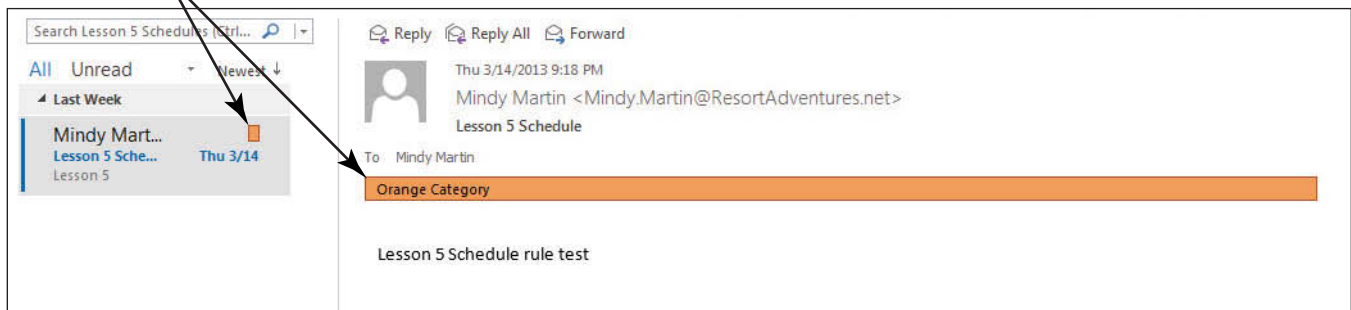 Search Lesson 5 Schedules (Ctrl...
All Unread Newest ↓
Last Week
Mindy Mart...
Lesson 5 Sche... Thu 3/14
Lesson 5
Reply Reply All Forward
Thu 3/14/2013 9:18 PM
Mindy Martin <Mindy.Martin@ResortAdventures.net>
Lesson 5 Schedule
To Mindy Martin
Orange Category
Lesson 5 Schedule rule test